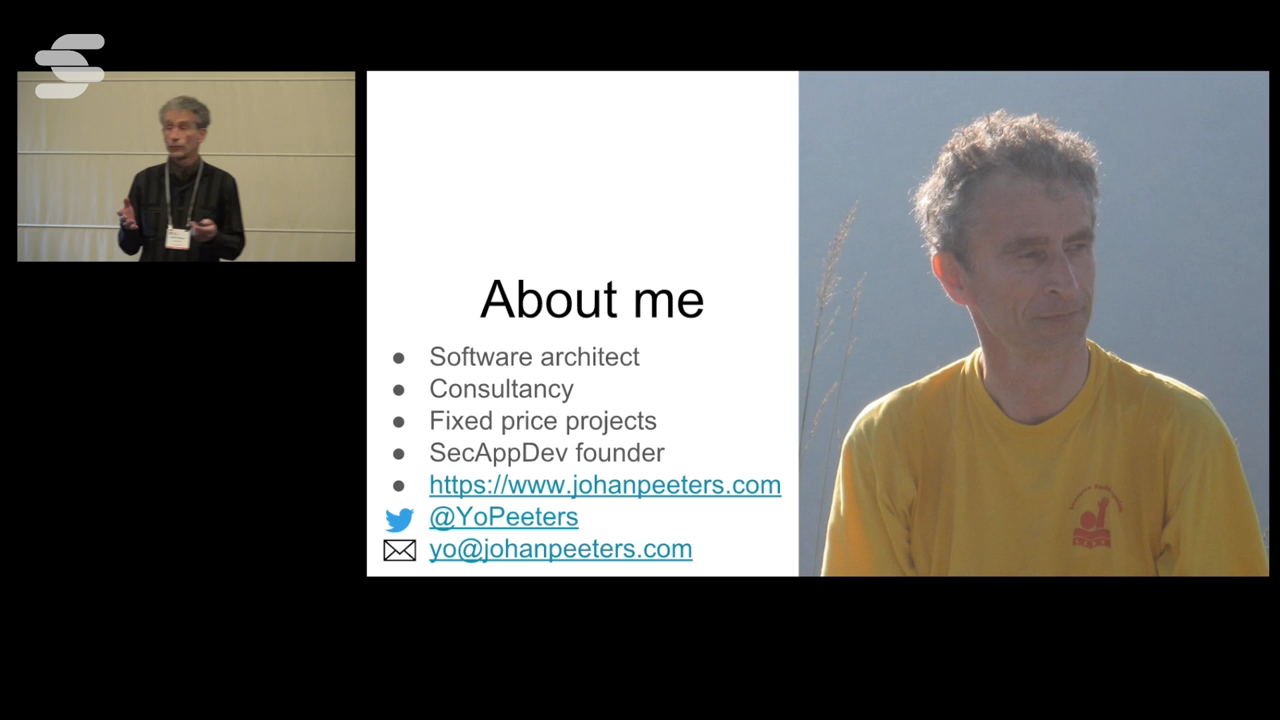 About me
Software architect
Consultancy
Fixed price projects
SecAppDev founder
https://www.johanpeeters.com
@YoPeeters
yo@johanpeeters.com